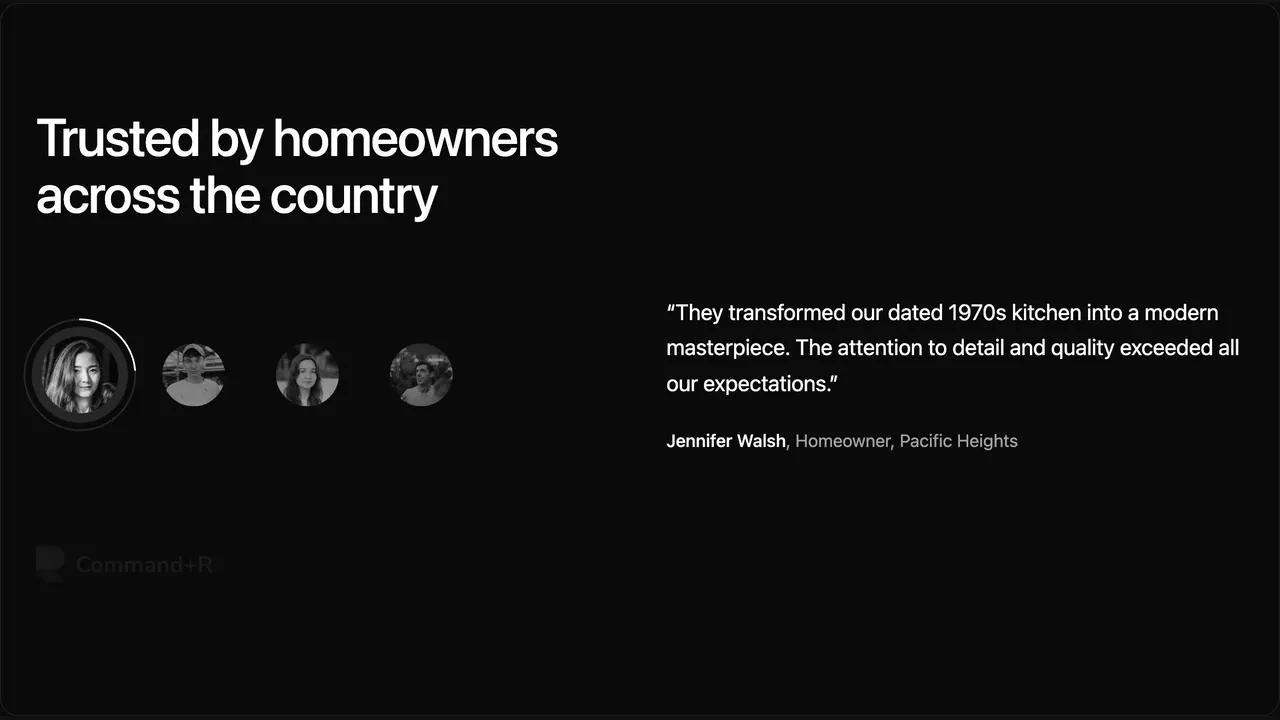 Trusted by homeowners
across the country
“They transformed our dated 1970s kitchen into a modern
masterpiece. The attention to detail and quality exceeded all
our expectations.”
Jennifer Walsh, Homeowner, Pacific Heights
Command+R